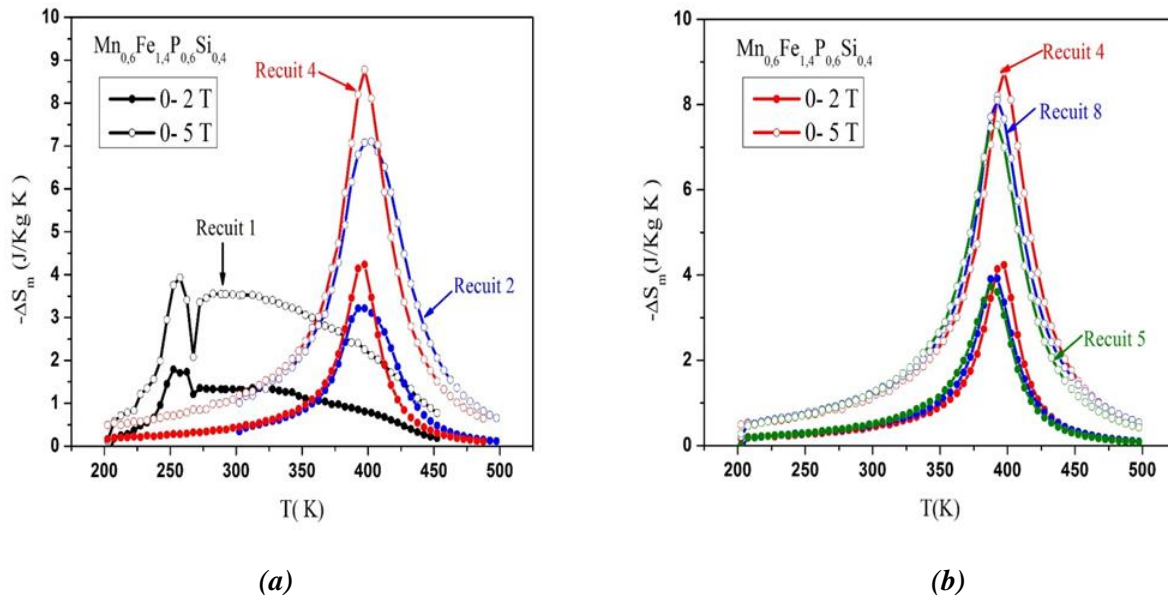 10
9
8
7
6
5
4
3
2
1
0
-ΔSₘ (J/Kg K)
Mn₀,₆Fe₁,₄P₀,₆Si₀,₄
0- 2 T
0- 5 T
Recuit 4
Recuit 1
Recuit 2
200 250 300 350 400 450 500
T( K)
(a)
10
8
6
4
2
0
-ΔSₘ (J/Kg K)
Mn₀,₆Fe₁,₄P₀,₆Si₀,₄
0- 2 T
0- 5 T
Recuit 4
Recuit 8
Recuit 5
200 250 300 350 400 450 500
T(K)
(b)